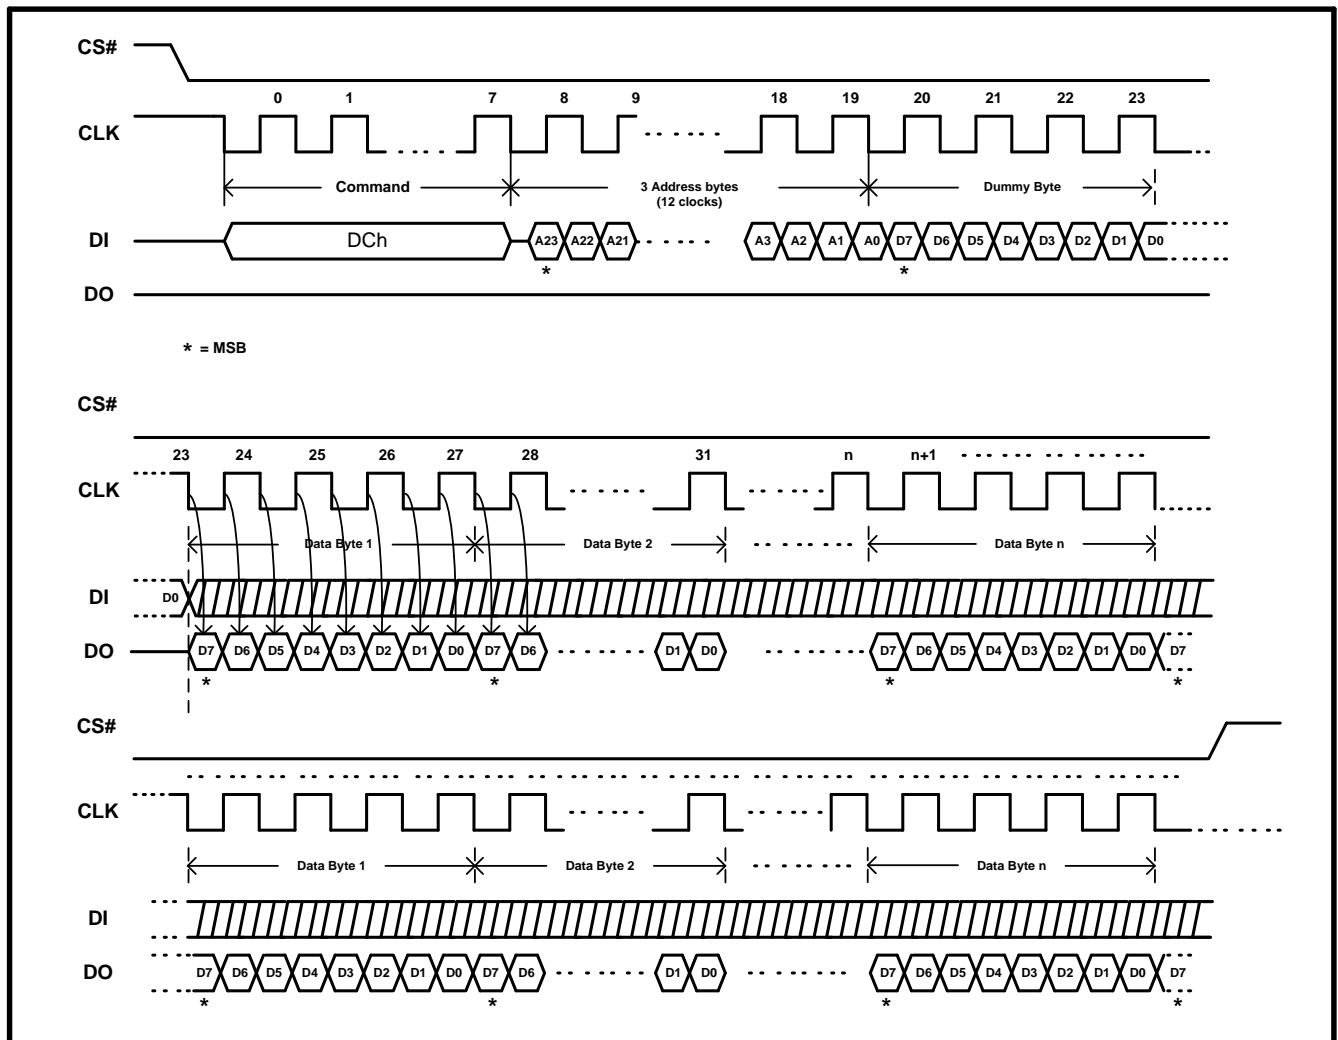 CS#
0 1 7 8 9 18 19 20 21 22 23
CLK
Command
3 Address bytes
(12 clocks)
Dummy Byte
DI DCh A23 A22 A21 A3 A2 A1 A0 D7 D6 D5 D4 D3 D2 D1 D0
* *
DO
* = MSB
CS#
23 24 25 26 27 28 31 n n+1
CLK
Data Byte 1 Data Byte 2 Data Byte n
DI D0
DO D7 D6 D5 D4 D3 D2 D1 D0 D7 D6 D1 D0 D7 D6 D5 D4 D3 D2 D1 D0 D7
* * * *
CS#
CLK
Data Byte 1 Data Byte 2 Data Byte n
DI
DO D7 D6 D5 D4 D3 D2 D1 D0 D7 D6 D1 D0 D7 D6 D5 D4 D3 D2 D1 D0 D7
* * * *